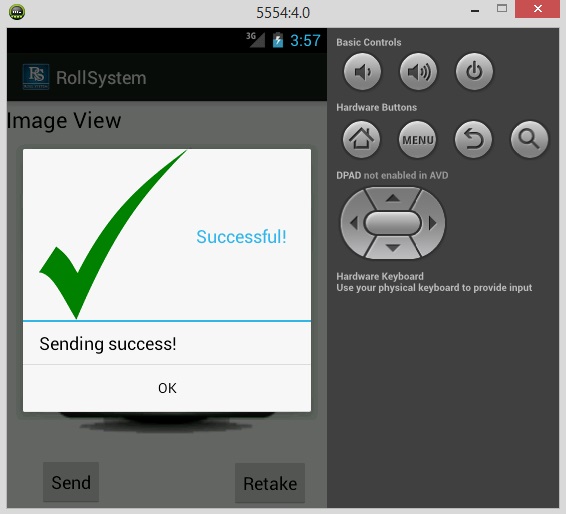 5554:4.0
3G 3:57
RS RollSystem
Image View
Successful!
Sending success!
OK
Send
Retake
Basic Controls
Hardware Buttons
MENU
DPAD not enabled in AVD
Hardware Keyboard
Use your physical keyboard to provide input